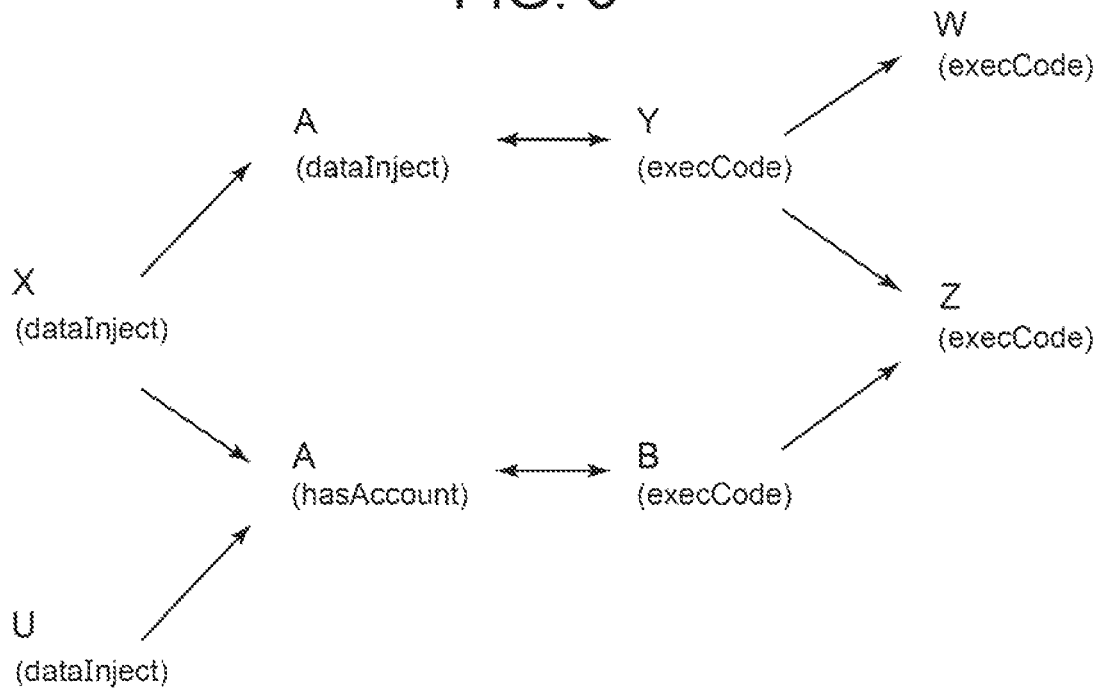 W
(execCode)
A
(dataInject)
Y
(execCode)
X
(dataInject)
Z
(execCode)
A
(hasAccount)
B
(execCode)
U
(dataInject)